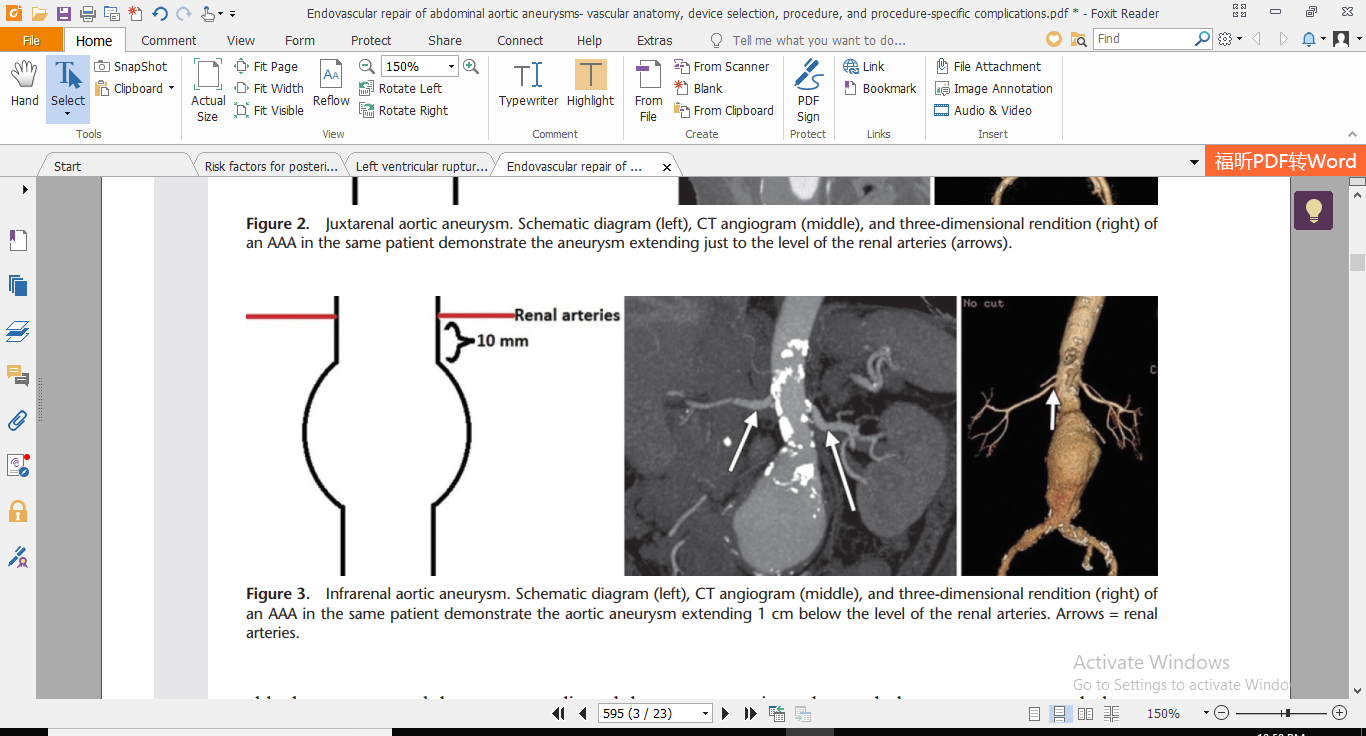 Endovascular repair of abdominal aortic aneurysms- vascular anatomy, device selection, procedure, and procedure-specific complications.pdf * - Foxit Reader
File Home Comment View Form Protect Share Connect Help Extras Tell me what you want to do... Find
Hand
Select
SnapShot
Clipboard
Tools
Actual Size
Fit Page
Fit Width
Fit Visible
Reflow
150%
Rotate Left
Rotate Right
View
Typewriter
Highlight
Comment
From File
From Scanner
Blank
From Clipboard
Create
PDF Sign
Protect
Link
Bookmark
Links
File Attachment
Image Annotation
Audio & Video
Insert
Start Risk factors for posteri... Left ventricular ruptur... Endovascular repair of ... 福昕PDF转Word
Figure 2. Juxtarenal aortic aneurysm. Schematic diagram (left), CT angiogram (middle), and three-dimensional rendition (right) of
an AAA in the same patient demonstrate the aneurysm extending just to the level of the renal arteries (arrows).
Renal arteries
10 mm
No cut
C
Figure 3. Infrarenal aortic aneurysm. Schematic diagram (left), CT angiogram (middle), and three-dimensional rendition (right) of
an AAA in the same patient demonstrate the aortic aneurysm extending 1 cm below the level of the renal arteries. Arrows = renal
arteries.
Activate Windows
Go to Settings to activate Windo
595 (3 / 23)
150%